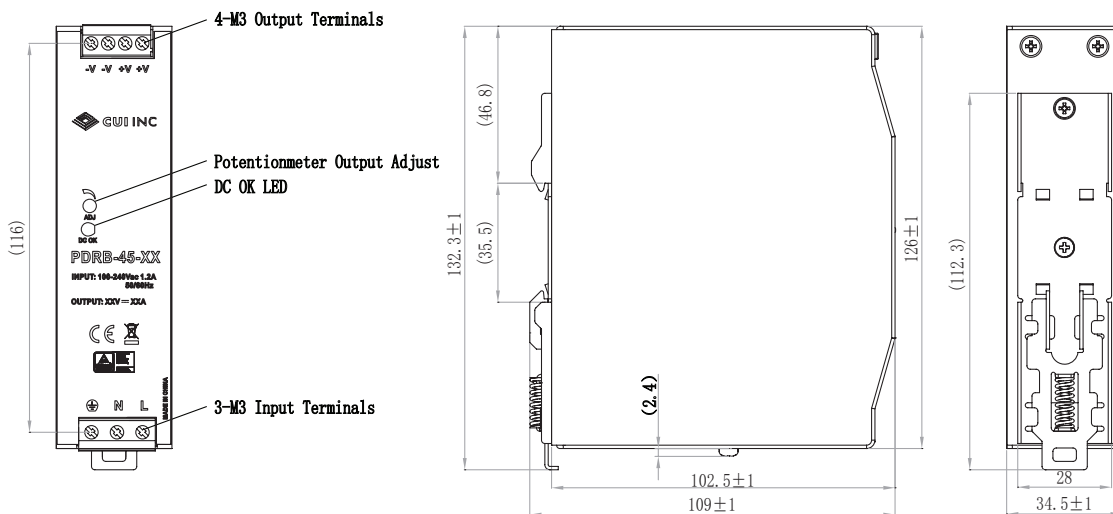 4-M3 Output Terminals
-V -V +V +V
CUI INC
Potentionmeter Output Adjust
DC OK LED
ADJ
DC OK
PDRB-45-XX
INPUT: 100-240Vac 1.2A
50/60Hz
OUTPUT: XXV⎓XXA
CE
MADE IN CHINA
N L
3-M3 Input Terminals
(116)
(46.8)
(35.5)
132.3±1
(2.4)
126±1
102.5±1
109±1
(112.3)
28
34.5±1